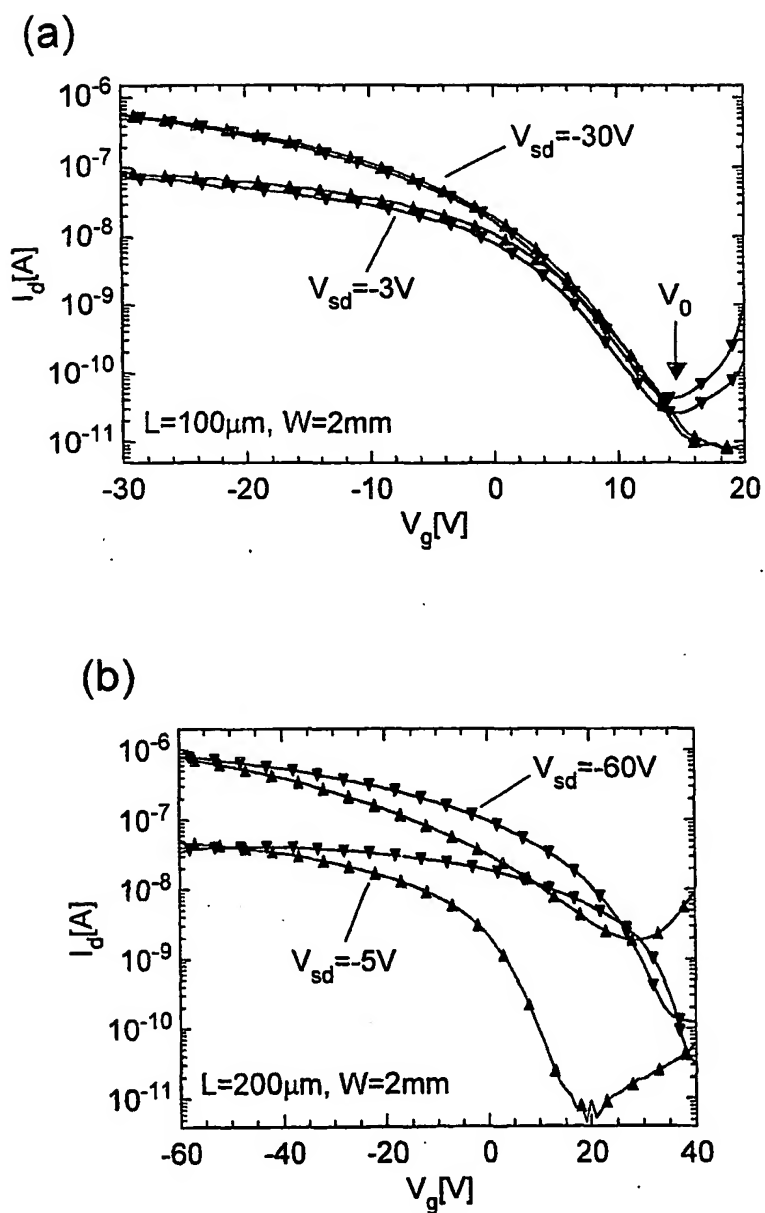 (a)
10^-6
10^-7
10^-8
10^-9
10^-10
10^-11
I_d[A]
V_sd=-30V
V_sd=-3V
V_0
L=100μm, W=2mm
-30 -20 -10 0 10 20
V_g[V]
(b)
10^-6
10^-7
10^-8
10^-9
10^-10
10^-11
I_d[A]
V_sd=-60V
V_sd=-5V
L=200μm, W=2mm
-60 -40 -20 0 20 40
V_g[V]